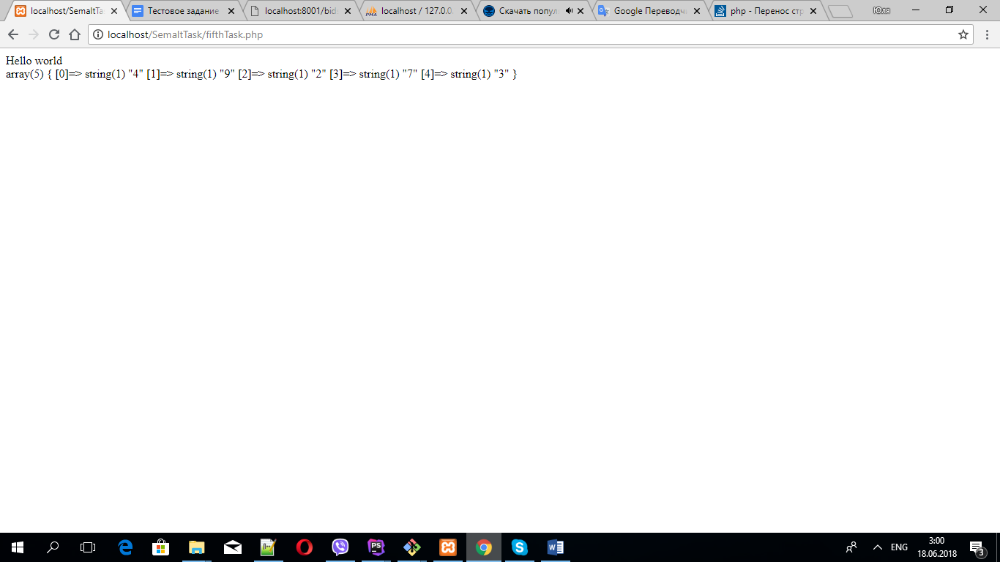 localhost/SemaltTa
Тестовое задание
localhost:8001/bid
localhost / 127.0.0.
Скачать попул
Google Переводч
php - Перенос стр
Юля
localhost/SemaltTask/fifthTask.php
Hello world
array(5) { [0]=> string(1) "4" [1]=> string(1) "9" [2]=> string(1) "2" [3]=> string(1) "7" [4]=> string(1) "3" }
ENG
3:00
18.06.2018
3